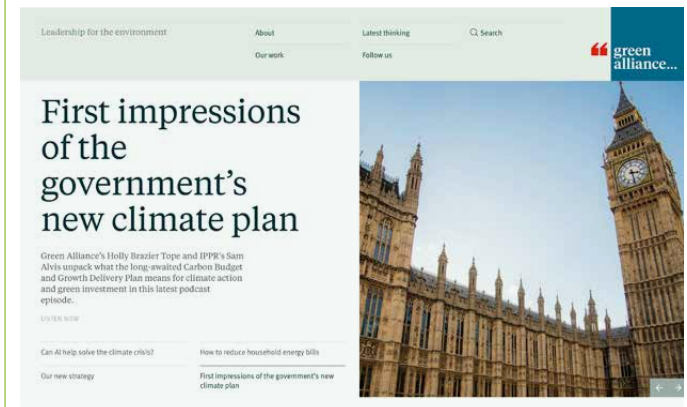 Leadership for the environment
About
Latest thinking
Search
Our work
Follow us
green
alliance...
First impressions
of the
government's
new climate plan
Green Alliance's Holly Brazier Tope and IPPR's Sam
Alvis unpack what the long-awaited Carbon Budget
and Growth Delivery Plan means for climate action
and green investment in this latest podcast
episode.
LISTEN NOW
Can AI help solve the climate crisis?
How to reduce household energy bills
Our new strategy
First impressions of the government's new
climate plan